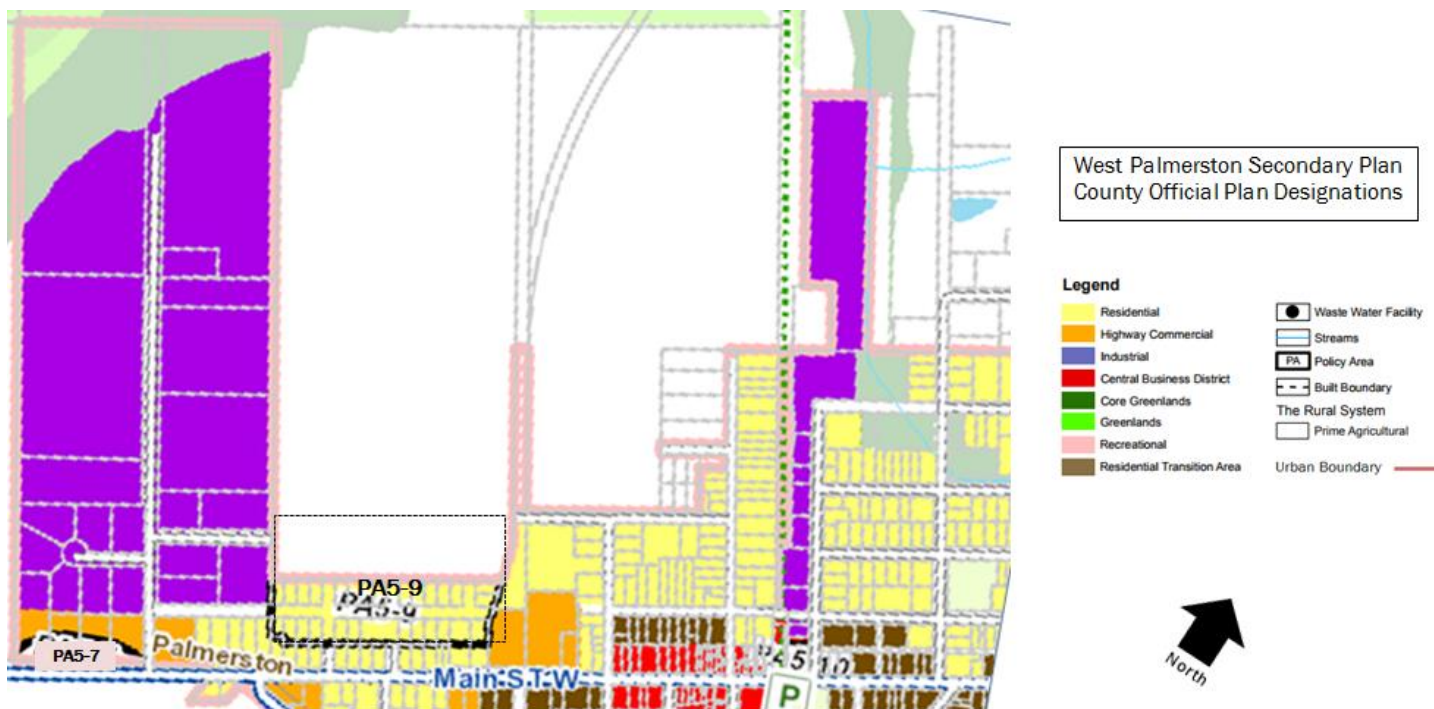 West Palmerston Secondary Plan
County Official Plan Designations
Legend
Residential
Highway Commercial
Industrial
Central Business District
Core Greenlands
Greenlands
Recreational
Residential Transition Area
Waste Water Facility
Streams
PA Policy Area
Built Boundary
The Rural System
Prime Agricultural
Urban Boundary
North
PA5-9
PA5-9
PA5-7
Palmerston
Main ST W
PA5
10
P